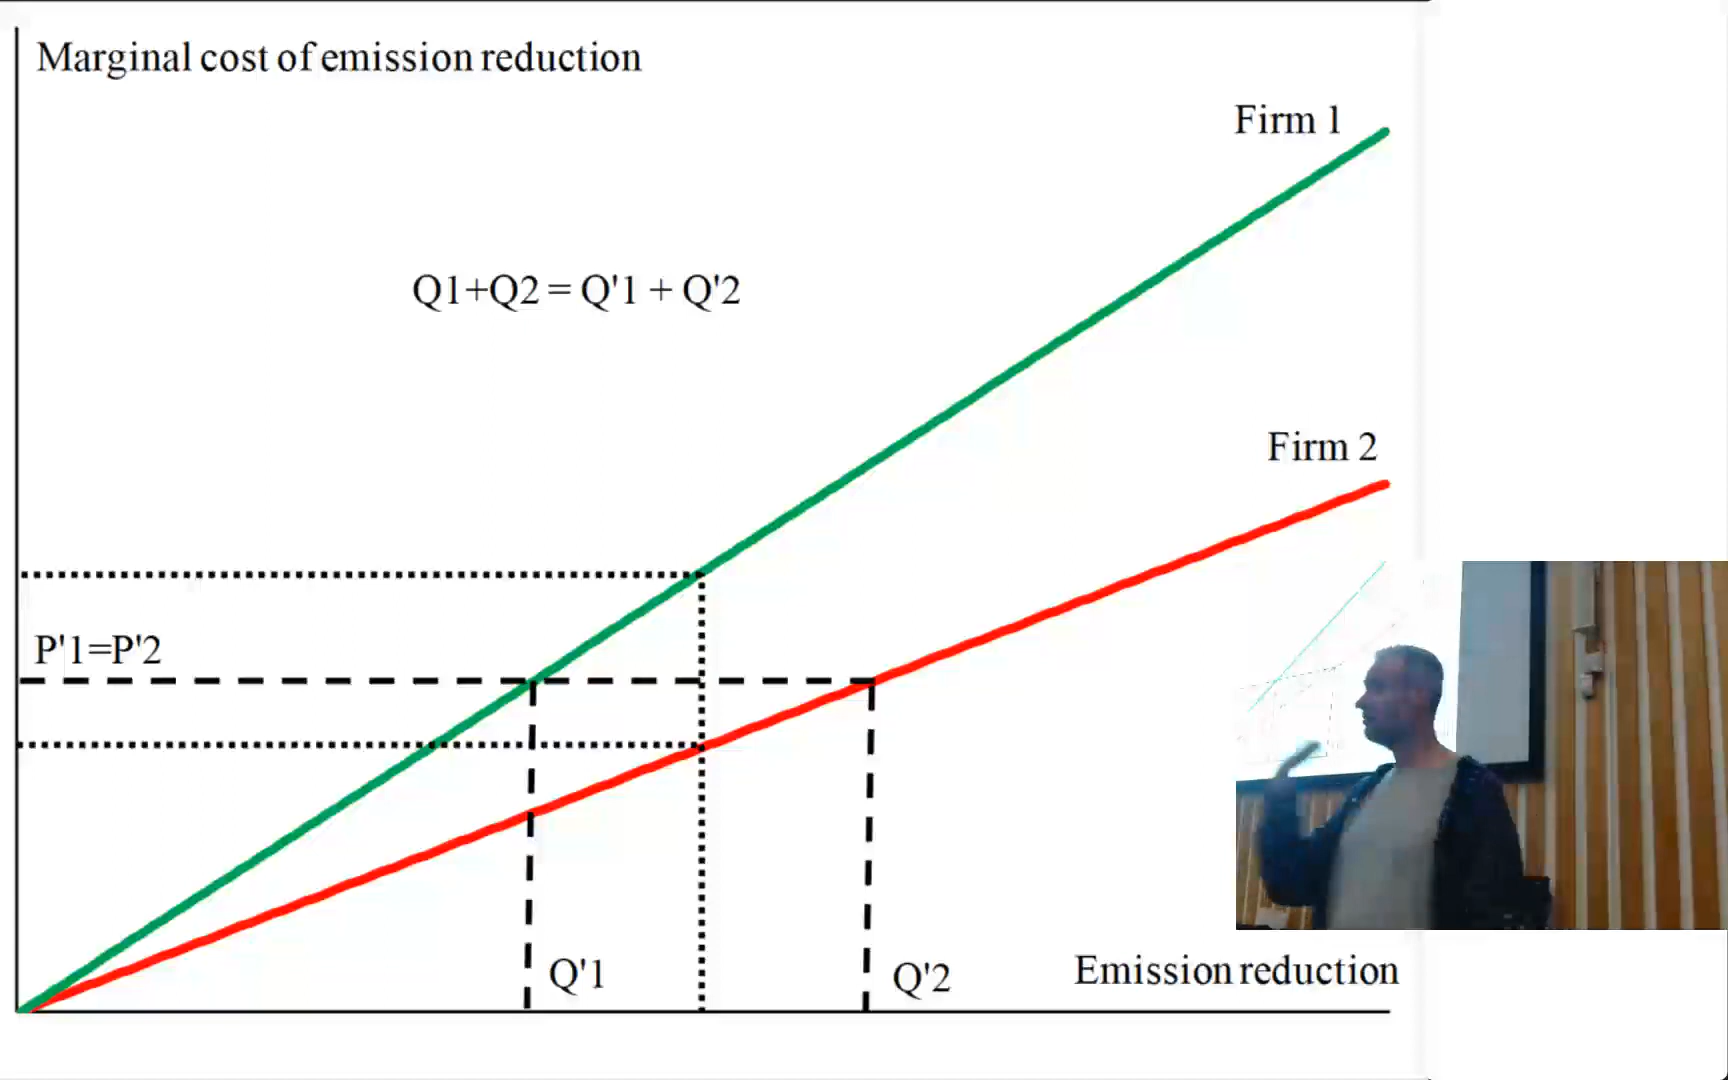 Marginal cost of emission reduction
Firm 1
Q1+Q2 = Q'1 + Q'2
Firm 2
P'1=P'2
Q'1
Q'2
Emission reduction